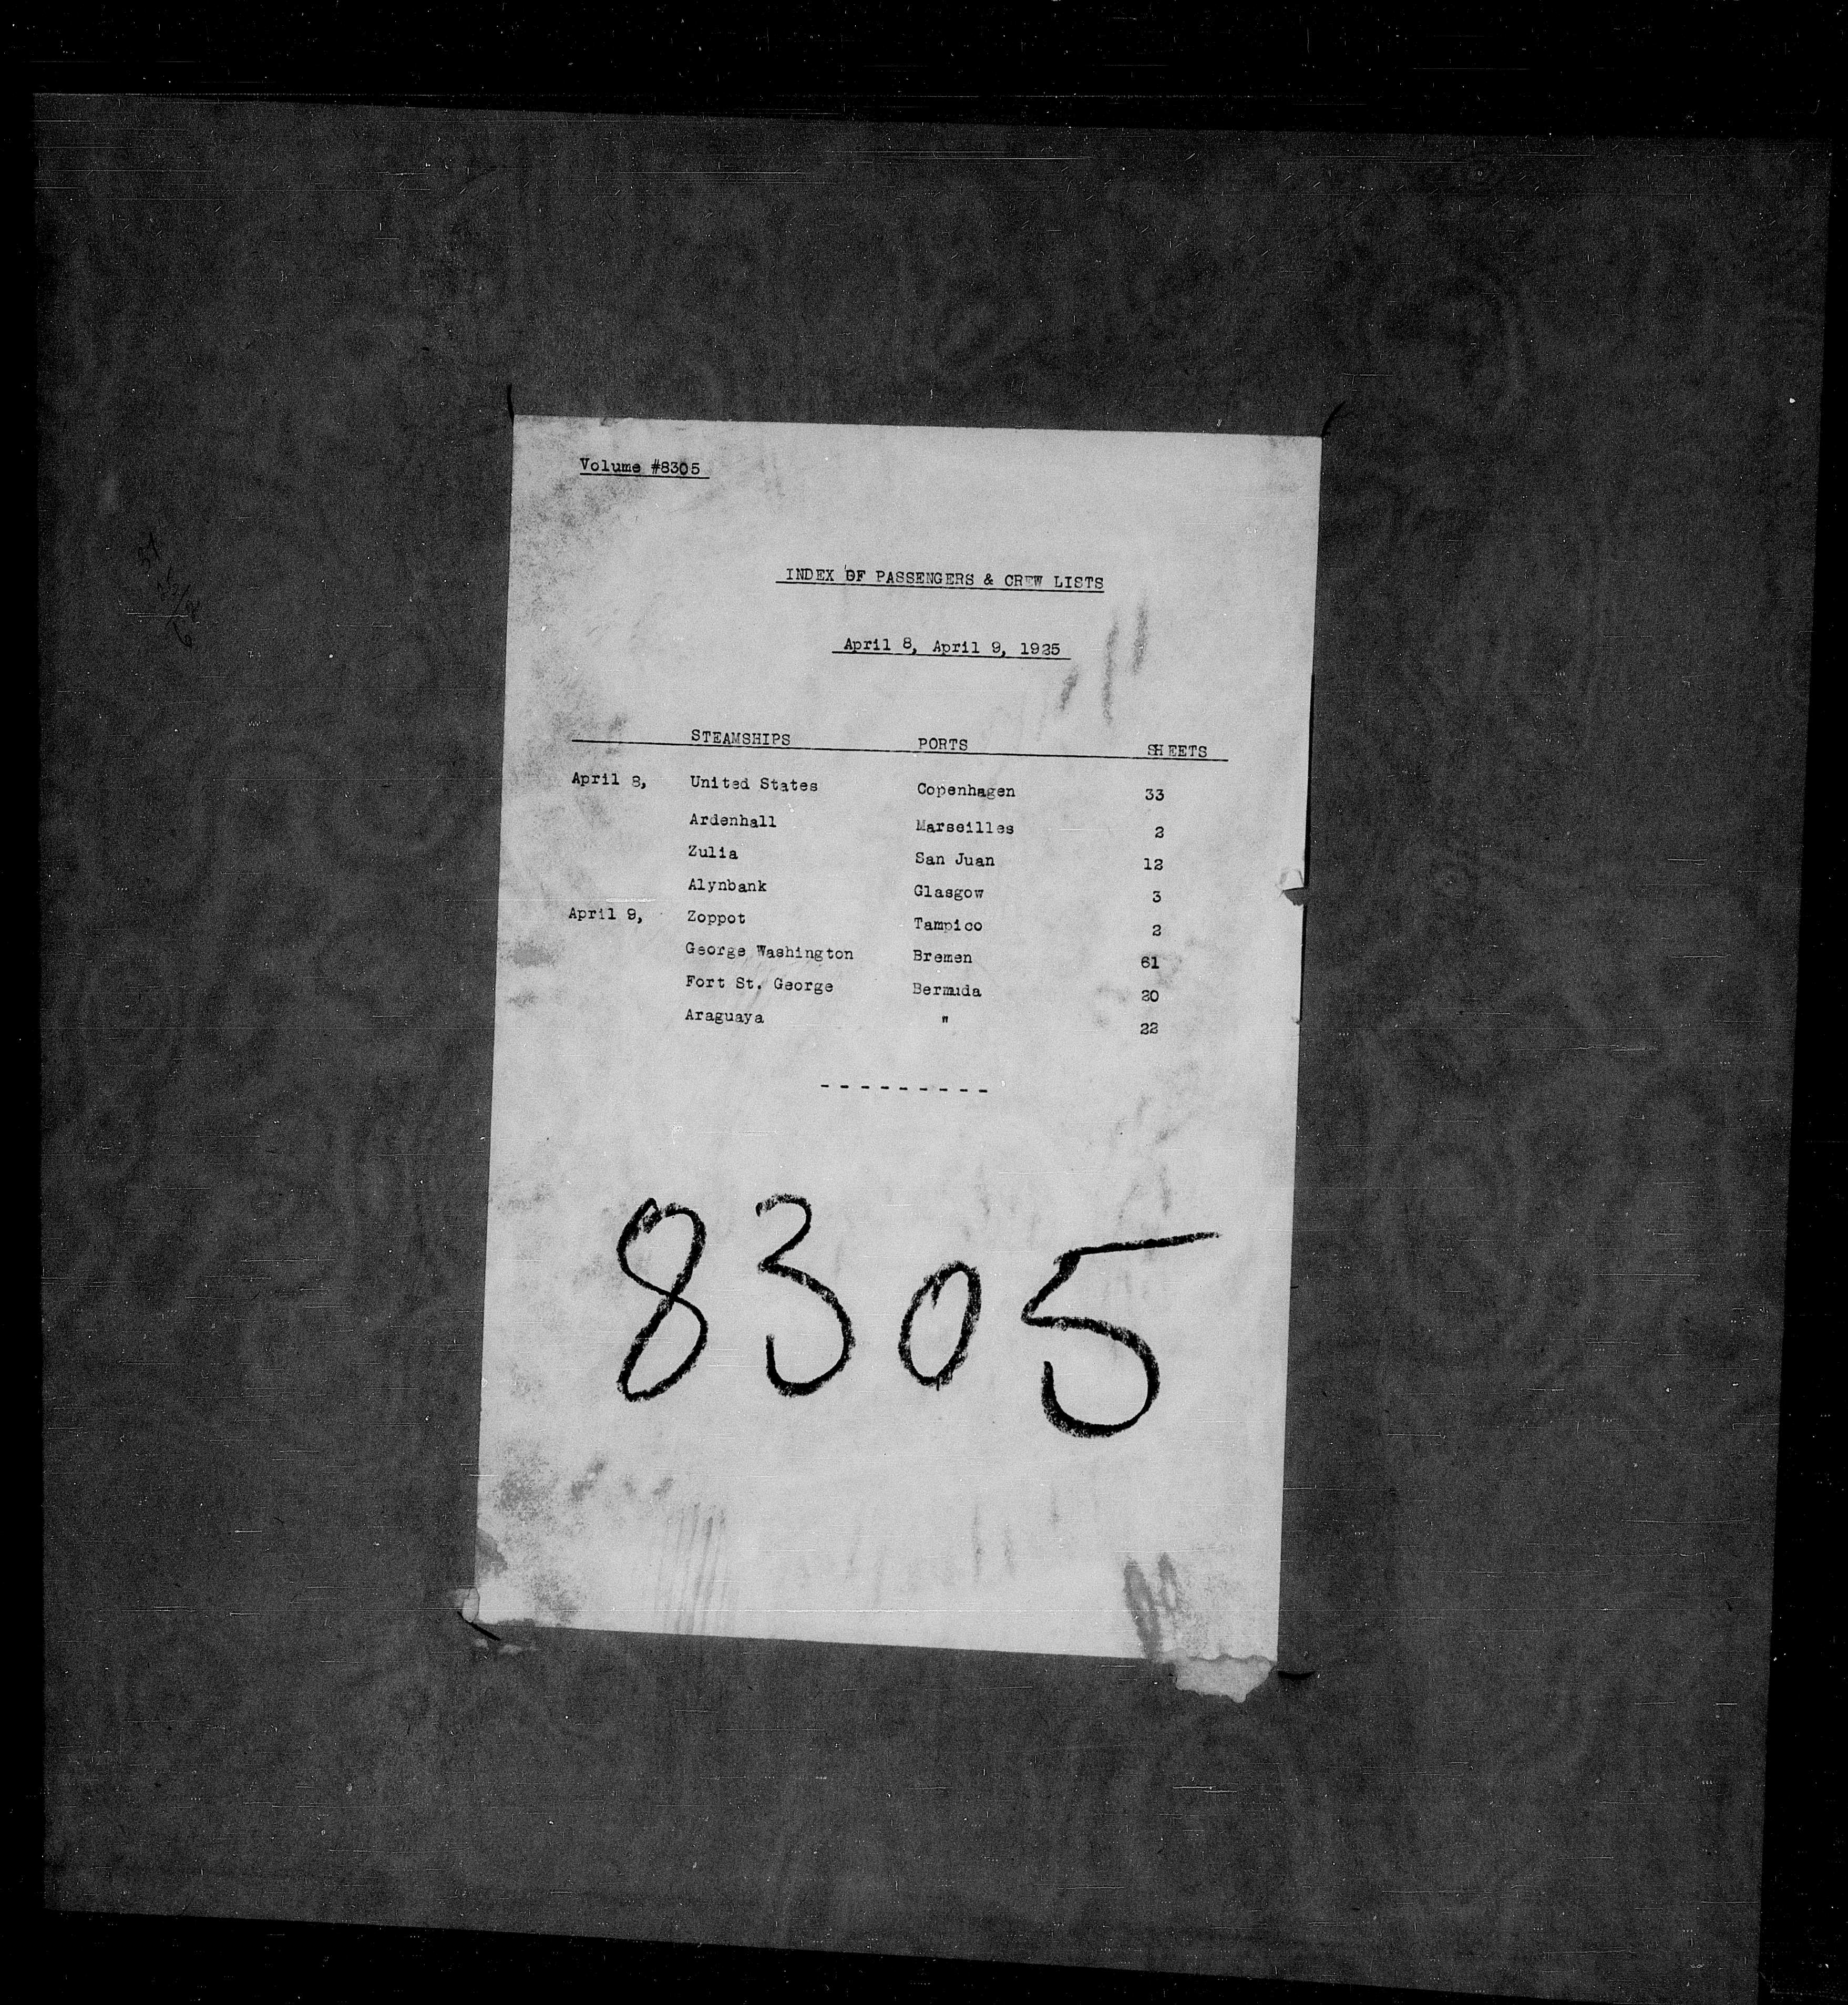 Volume #8305
INDEX OF PASSENGERS & CREW LISTS
April 8, April 9, 1925
STEAMSHIPS PORTS SHEETS
April 8, United States Copenhagen 33
Ardenhall Marseilles 2
Zulia San Juan 12
Alynbank Glasgow 3
April 9, Zoppot Tampico 2
George Washington Bremen 61
Fort St. George Bermuda 20
Araguaya " 22
- - - - - - - - -
8305